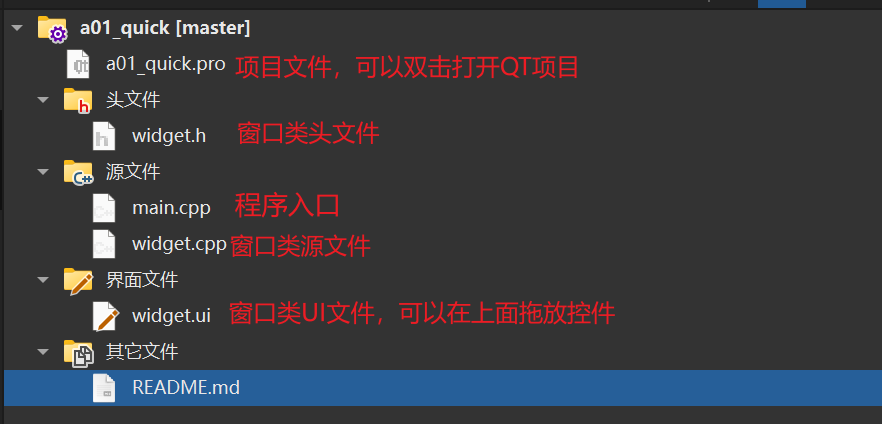 a01_quick [master]
a01_quick.pro 项目文件，可以双击打开QT项目
头文件
widget.h 窗口类头文件
源文件
main.cpp 程序入口
widget.cpp 窗口类源文件
界面文件
widget.ui 窗口类UI文件，可以在上面拖放控件
其它文件
README.md